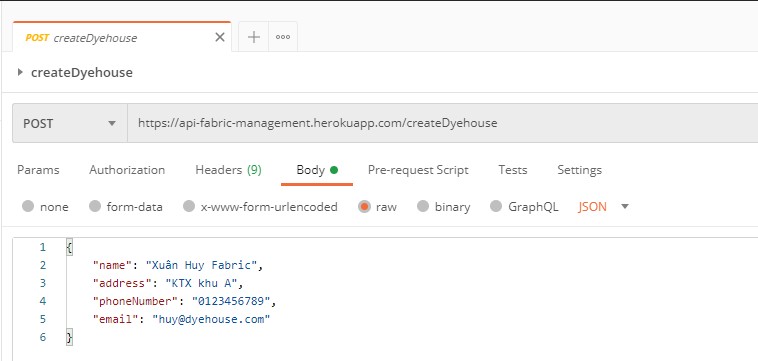 POST createDyehouse
createDyehouse
POST https://api-fabric-management.herokuapp.com/createDyehouse
Params Authorization Headers (9) Body Pre-request Script Tests Settings
none form-data x-www-form-urlencoded raw binary GraphQL JSON
1 {
2 "name": "Xuân Huy Fabric",
3 "address": "KTX khu A",
4 "phoneNumber": "0123456789",
5 "email": "huy@dyehouse.com"
6 }